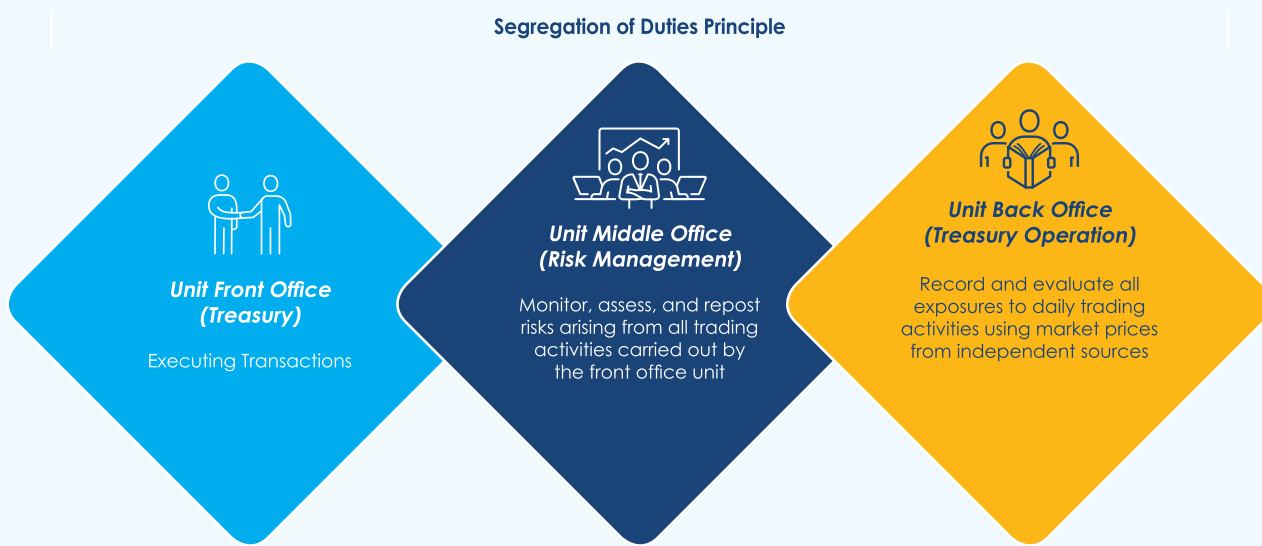 Segregation of Duties Principle
Unit Front Office
(Treasury)
Executing Transactions
Unit Middle Office
(Risk Management)
Monitor, assess, and repost
risks arising from all trading
activities carried out by
the front office unit
Unit Back Office
(Treasury Operation)
Record and evaluate all
exposures to daily trading
activities using market prices
from independent sources